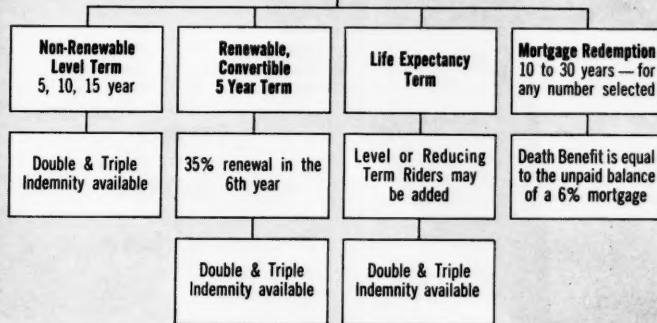 Non-Renewable
Level Term
5, 10, 15 year
Double & Triple
Indemnity available
Renewable,
Convertible
5 Year Term
35% renewal in the
6th year
Double & Triple
Indemnity available
Life Expectancy
Term
Level or Reducing
Term Riders may
be added
Double & Triple
Indemnity available
Mortgage Redemption
10 to 30 years — for
any number selected
Death Benefit is equal
to the unpaid balance
of a 6% mortgage